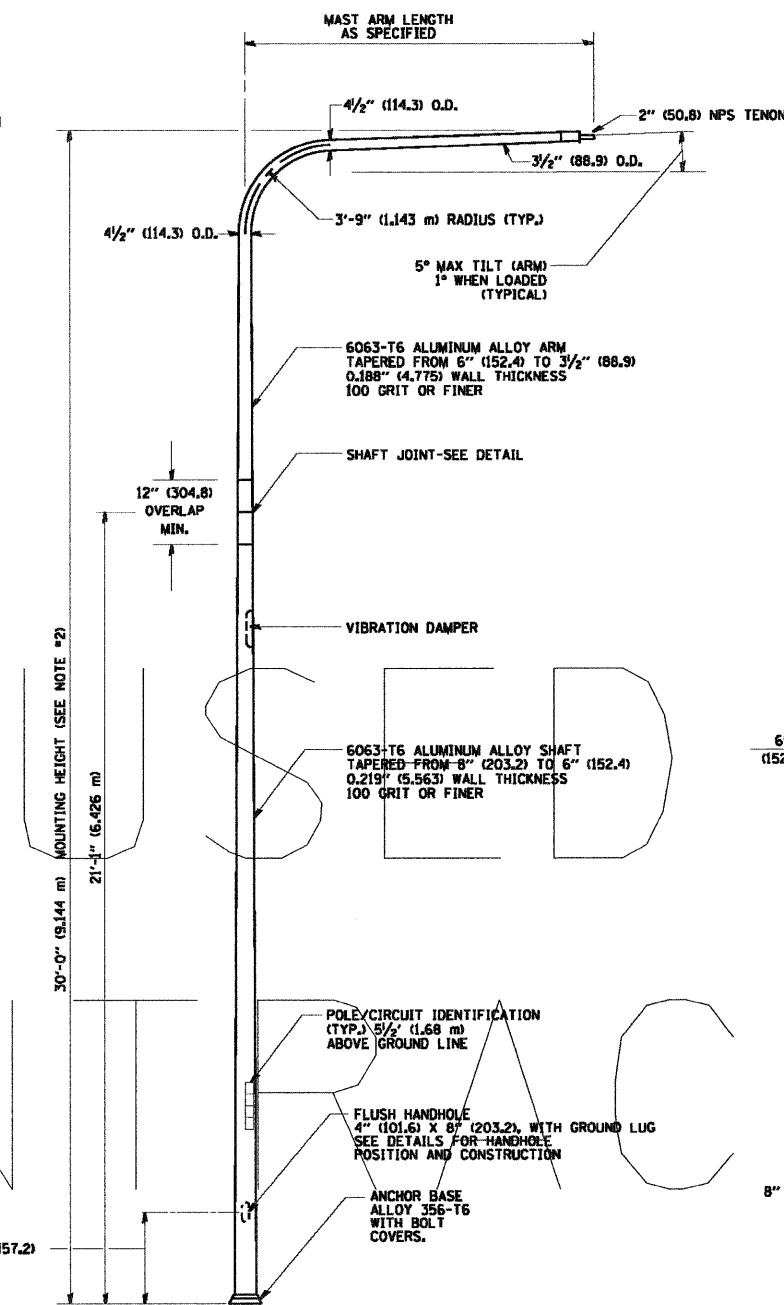 MAST ARM LENGTH
AS SPECIFIED
4½" (114.3) O.D.
2" (50.8) NPS TENON
3½" (88.9) O.D.
3'-9" (1.143 m) RADIUS (TYP.)
4½" (114.3) O.D.
5° MAX TILT (ARM)
1° WHEN LOADED
(TYPICAL)
6063-T6 ALUMINUM ALLOY ARM
TAPERED FROM 6" (152.4) TO 3½" (88.9)
0.188" (4.775) WALL THICKNESS
100 GRIT OR FINER
SHAFT JOINT-SEE DETAIL
12" (304.8)
OVERLAP
MIN.
VIBRATION DAMPER
30'-0" (9.144 m) MOUNTING HEIGHT (SEE NOTE #2)
21'-1" (6.426 m)
USED
6
(152
6063-T6 ALUMINUM ALLOY SHAFT
TAPERED FROM 8" (203.2) TO 6" (152.4)
0.219" (5.563) WALL THICKNESS
100 GRIT OR FINER
POLE/CIRCUIT IDENTIFICATION
(TYP.) 5½' (1.68 m)
ABOVE GROUND LINE
FLUSH HANDHOLE
4" (101.6) X 8" (203.2), WITH GROUND LUG
SEE DETAILS FOR HANDHOLE
POSITION AND CONSTRUCTION
NTRAC
8"
ANCHOR BASE
ALLOY 356-T6
WITH BOLT
COVERS.
57.2)